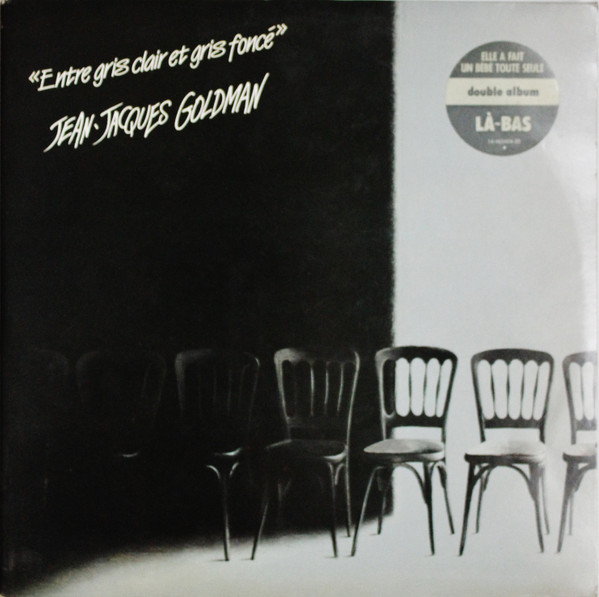 «Entre gris clair et gris foncé»
JEAN-JACQUES GOLDMAN
ELLE A FAIT
UN BÉBÉ TOUTE SEULE
double album
LÀ-BAS